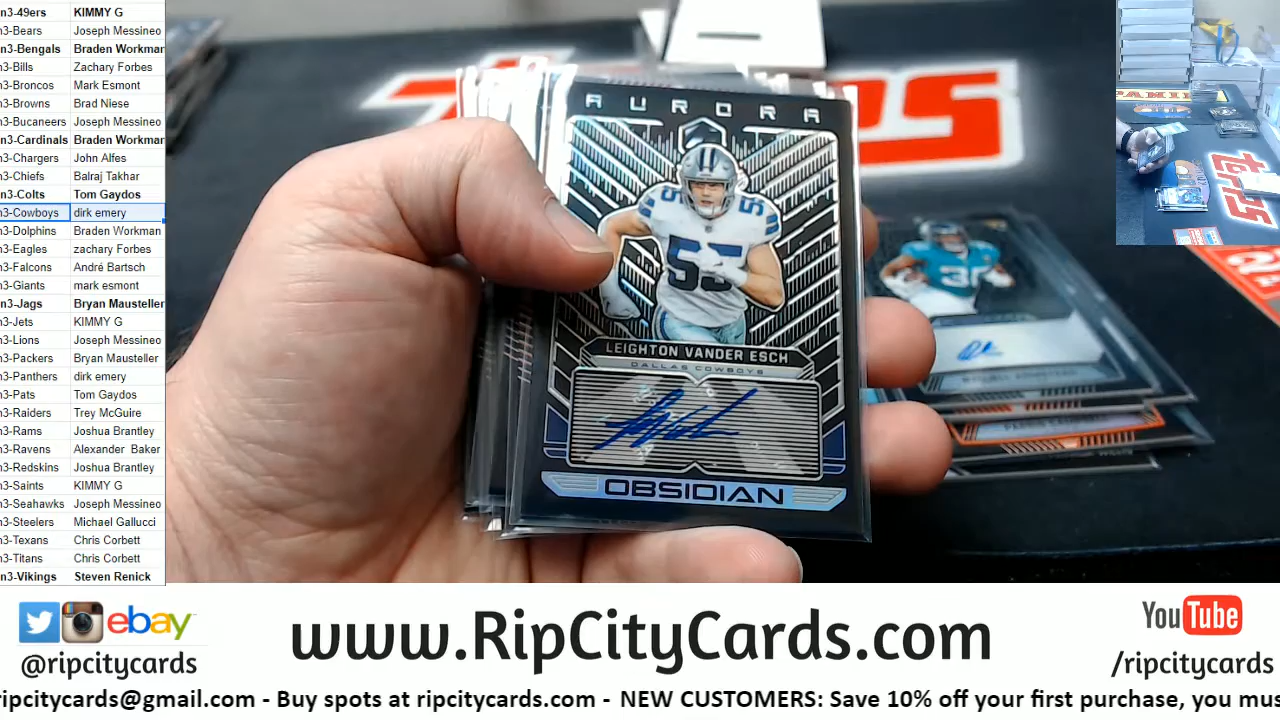 n3-49ers KIMMY G
n3-Bears Joseph Messineo
n3-Bengals Braden Workman
n3-Bills Zachary Forbes
n3-Broncos Mark Esmont
n3-Browns Brad Niese
n3-Bucaneers Joseph Messineo
n3-Cardinals Braden Workman
n3-Chargers John Alfes
n3-Chiefs Balraj Takhar
n3-Colts Tom Gaydos
n3-Cowboys dirk emery
n3-Dolphins Braden Workman
n3-Eagles zachary Forbes
n3-Falcons André Bartsch
n3-Giants mark esmont
n3-Jags Bryan Mausteller
n3-Jets KIMMY G
n3-Lions Joseph Messineo
n3-Packers Bryan Mausteller
n3-Panthers dirk emery
n3-Pats Tom Gaydos
n3-Raiders Trey McGuire
n3-Rams Joshua Brantley
n3-Ravens Alexander Baker
n3-Redskins Joshua Brantley
n3-Saints KIMMY G
n3-Seahawks Joseph Messineo
n3-Steelers Michael Gallucci
n3-Texans Chris Corbett
n3-Titans Chris Corbett
n3-Vikings Steven Renick
AURORA
55
55
LEIGHTON VANDER ESCH
DALLAS COWBOYS
OBSIDIAN
30
PANINI
ebay
@ripcitycards
www.RipCityCards.com
YouTube
/ripcitycards
ripcitycards@gmail.com - Buy spots at ripcitycards.com - NEW CUSTOMERS: Save 10% off your first purchase, you mus